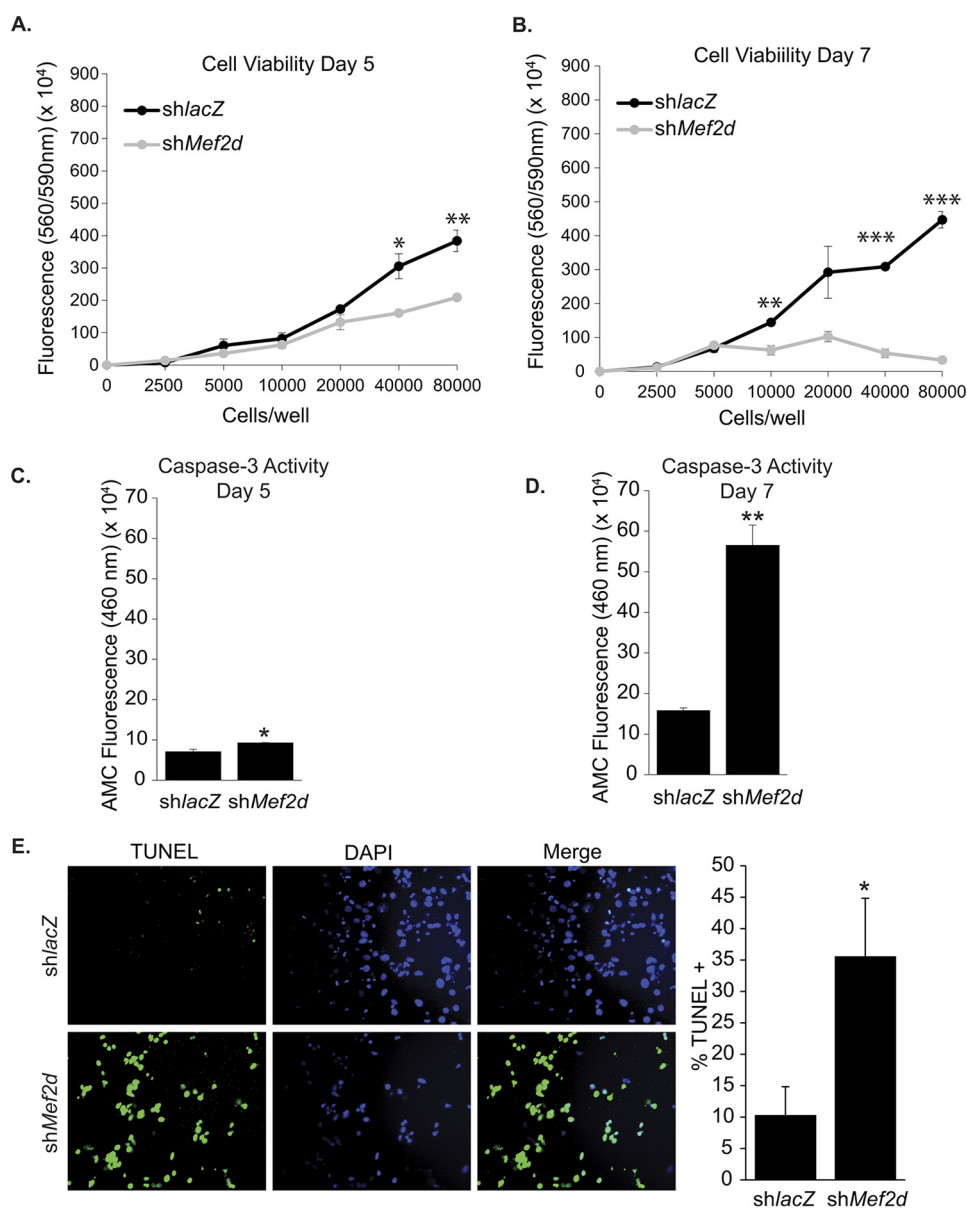 A.
Cell Viability Day 5
Fluorescence (560/590nm) (x 10⁴)
900
800
700
600
500
400
300
200
100
0
shlacZ
shMef2d
*
**
0 2500 5000 10000 20000 40000 80000
Cells/well
B.
Cell Viabiility Day 7
Fluorescence (560/590nm) (x 10⁴)
900
800
700
600
500
400
300
200
100
0
shlacZ
shMef2d
**
***
***
0 2500 5000 10000 20000 40000 80000
Cells/well
C.
Caspase-3 Activity
Day 5
AMC Fluorescence (460 nm) (x 10⁴)
70
60
50
40
30
20
10
0
*
shlacZ shMef2d
D.
Caspase-3 Activity
Day 7
AMC Fluorescence (460 nm) (x 10⁴)
70
60
50
40
30
20
10
0
**
shlacZ shMef2d
E.
TUNEL DAPI Merge
shlacZ
shMef2d
% TUNEL +
50
45
40
35
30
25
20
15
10
5
0
*
shlacZ shMef2d